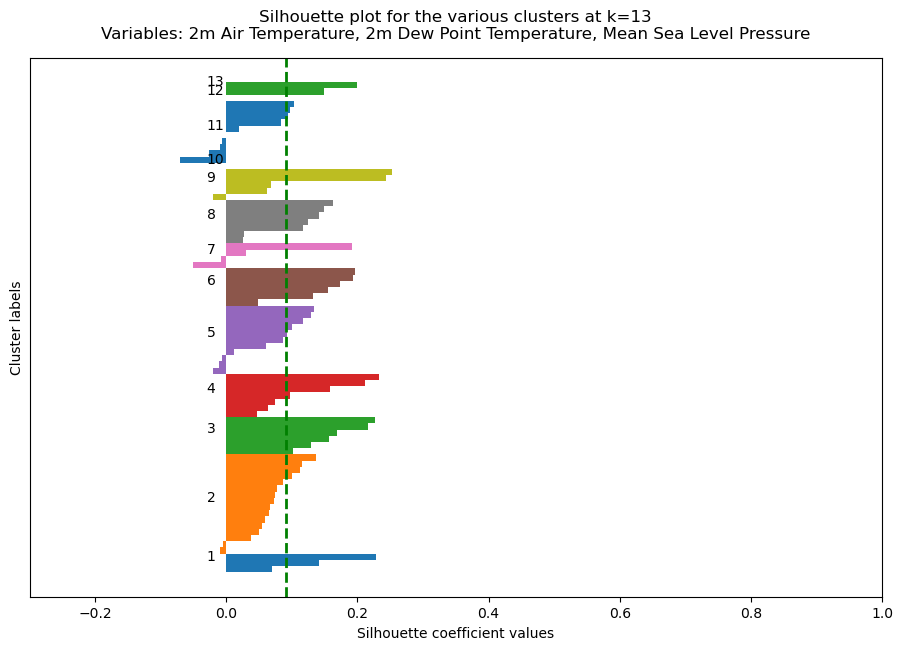 Silhouette plot for the various clusters at k=13
Variables: 2m Air Temperature, 2m Dew Point Temperature, Mean Sea Level Pressure
Cluster labels
13
12
11
10
9
8
7
6
5
4
3
2
1
−0.2 0.0 0.2 0.4 0.6 0.8 1.0
Silhouette coefficient values